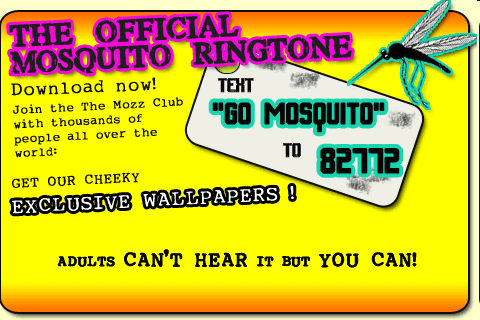 THE OFFICIAL
MOSQUITO RINGTONE
Download now!
Join the The Mozz Club
with thousands of
people all over the
world:
GET OUR CHEEKY
EXCLUSIVE WALLPAPERS !
TEXT
"GO MOSQUITO"
TO 82772
ADULTS CAN'T HEAR IT BUT YOU CAN!